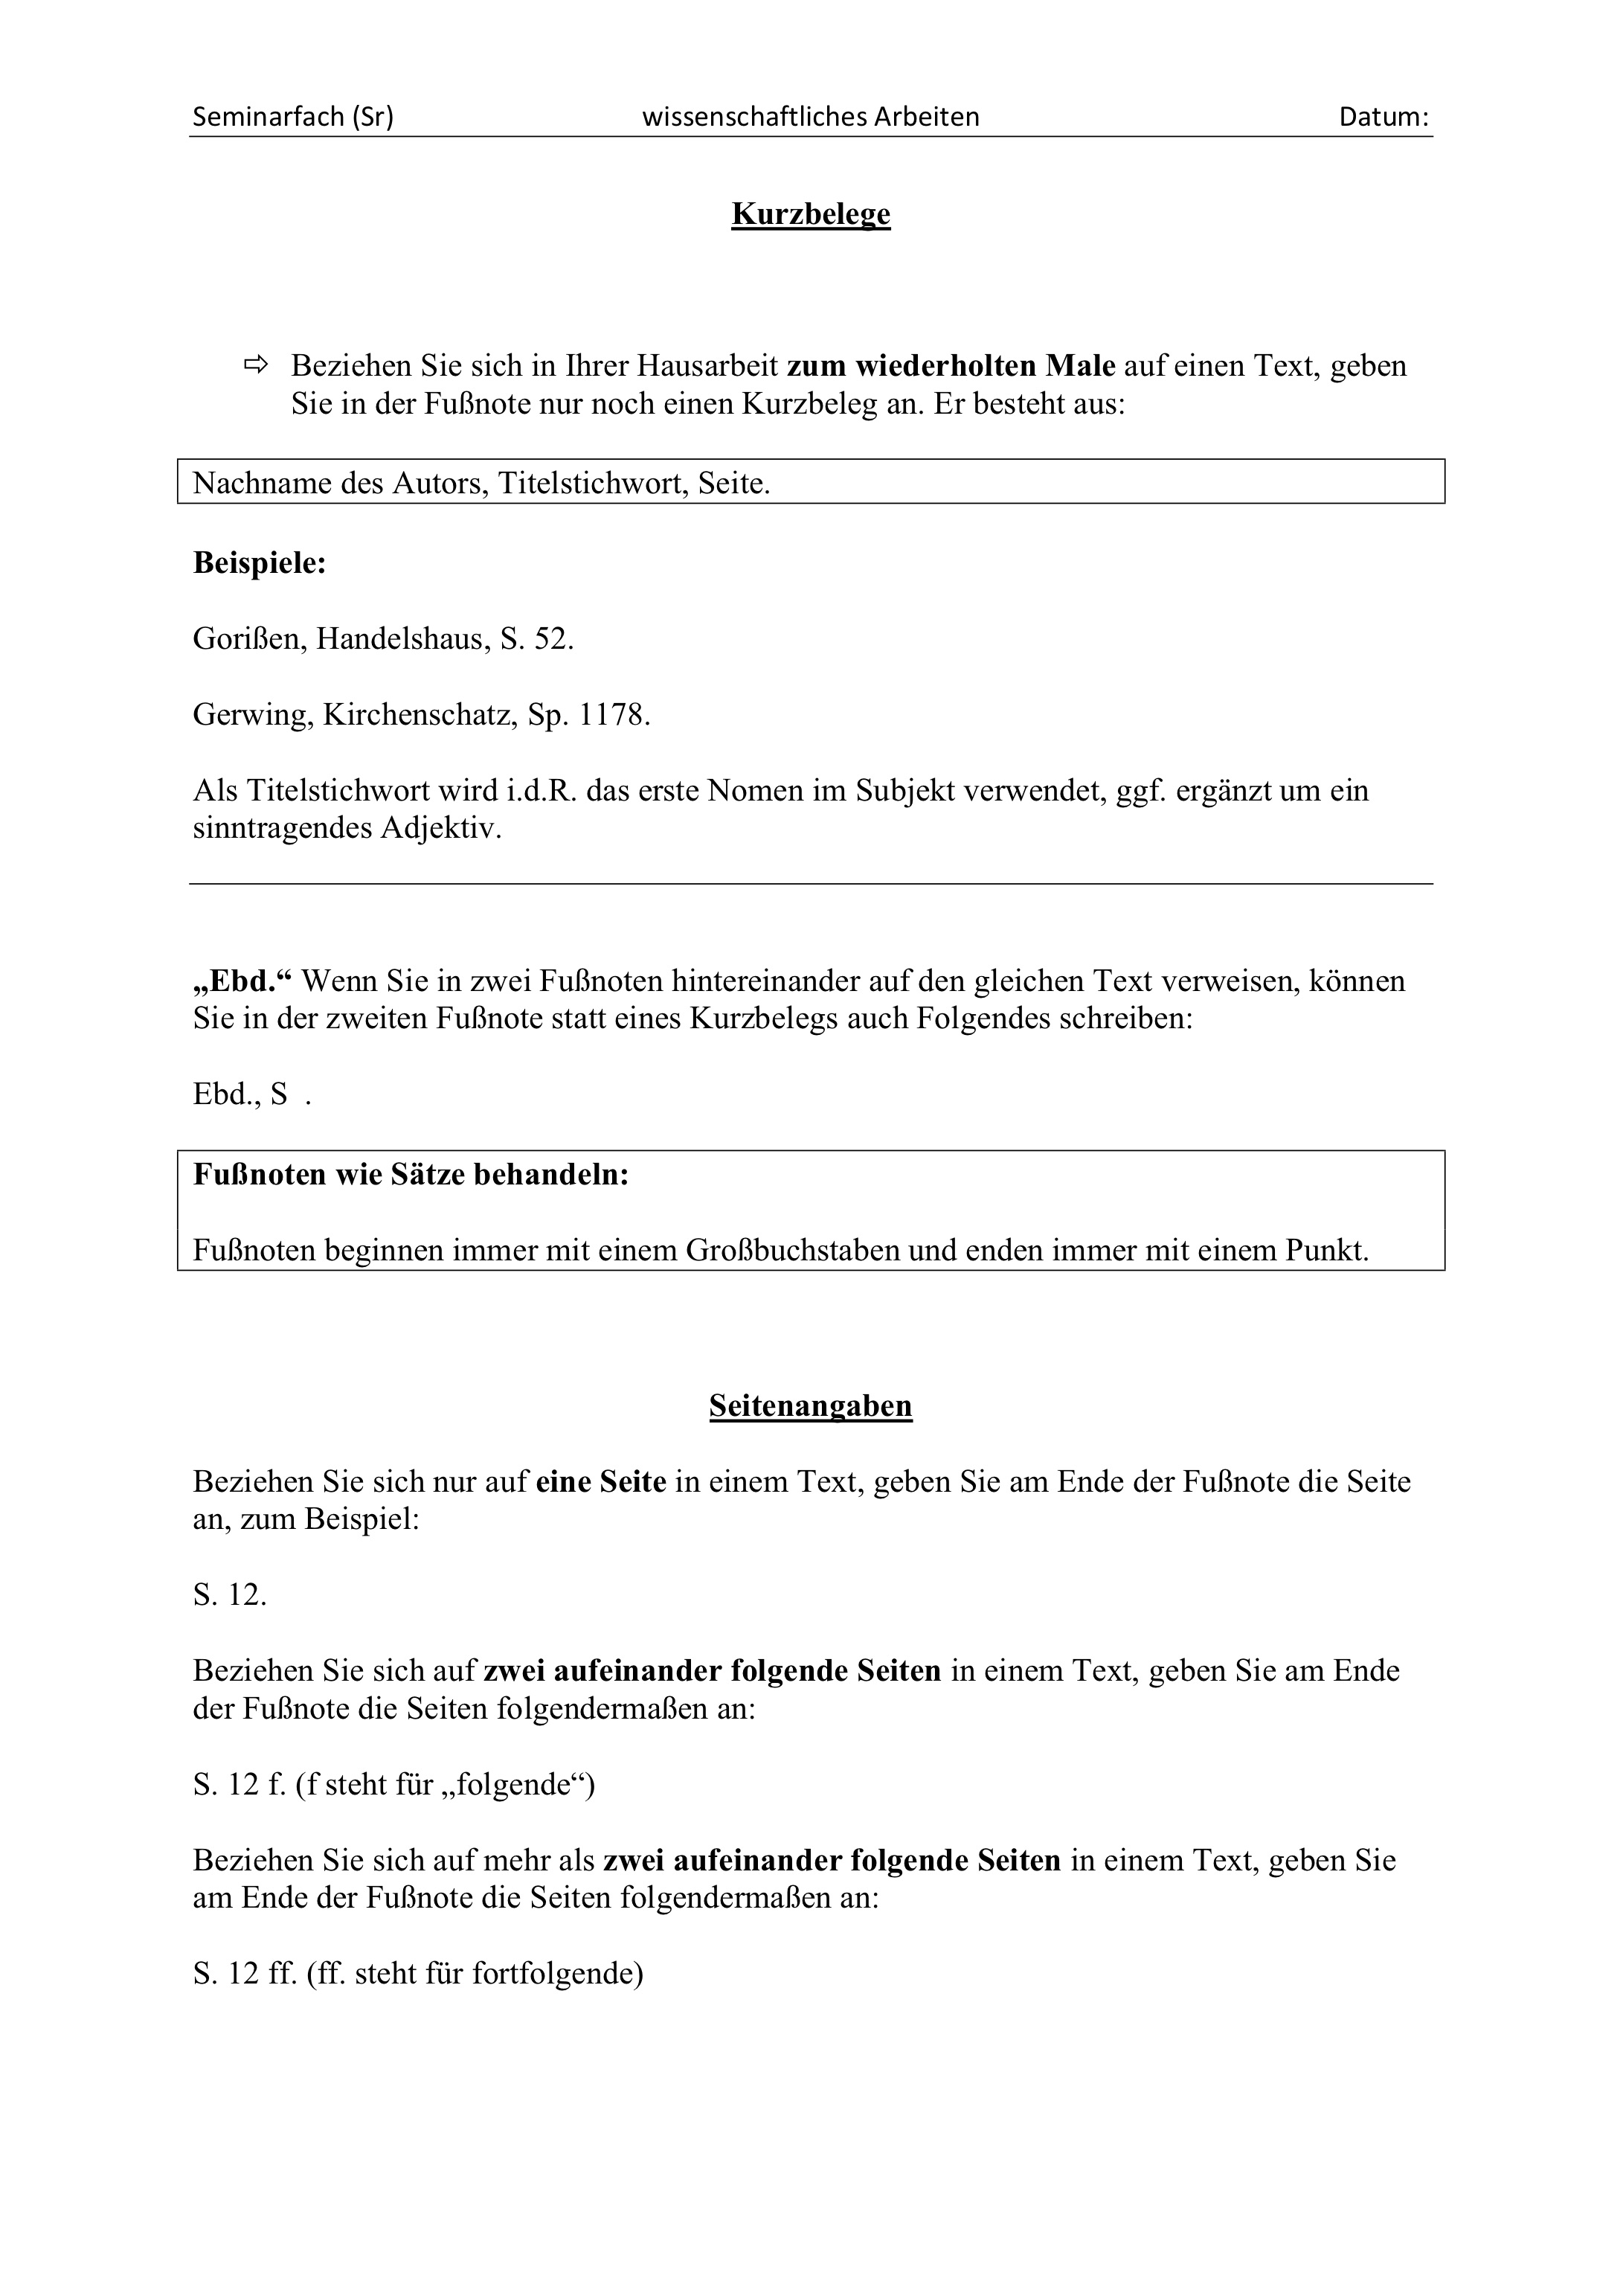 Seminarfach (Sr) wissenschaftliches Arbeiten Datum:
Kurzbelege
⇨ Beziehen Sie sich in Ihrer Hausarbeit zum wiederholten Male auf einen Text, geben
Sie in der Fußnote nur noch einen Kurzbeleg an. Er besteht aus:
Nachname des Autors, Titelstichwort, Seite.
Beispiele:
Gorißen, Handelshaus, S. 52.
Gerwing, Kirchenschatz, Sp. 1178.
Als Titelstichwort wird i.d.R. das erste Nomen im Subjekt verwendet, ggf. ergänzt um ein
sinntragendes Adjektiv.
„Ebd.“ Wenn Sie in zwei Fußnoten hintereinander auf den gleichen Text verweisen, können
Sie in der zweiten Fußnote statt eines Kurzbelegs auch Folgendes schreiben:
Ebd., S .
Fußnoten wie Sätze behandeln:
Fußnoten beginnen immer mit einem Großbuchstaben und enden immer mit einem Punkt.
Seitenangaben
Beziehen Sie sich nur auf eine Seite in einem Text, geben Sie am Ende der Fußnote die Seite
an, zum Beispiel:
S. 12.
Beziehen Sie sich auf zwei aufeinander folgende Seiten in einem Text, geben Sie am Ende
der Fußnote die Seiten folgendermaßen an:
S. 12 f. (f steht für „folgende“)
Beziehen Sie sich auf mehr als zwei aufeinander folgende Seiten in einem Text, geben Sie
am Ende der Fußnote die Seiten folgendermaßen an:
S. 12 ff. (ff. steht für fortfolgende)